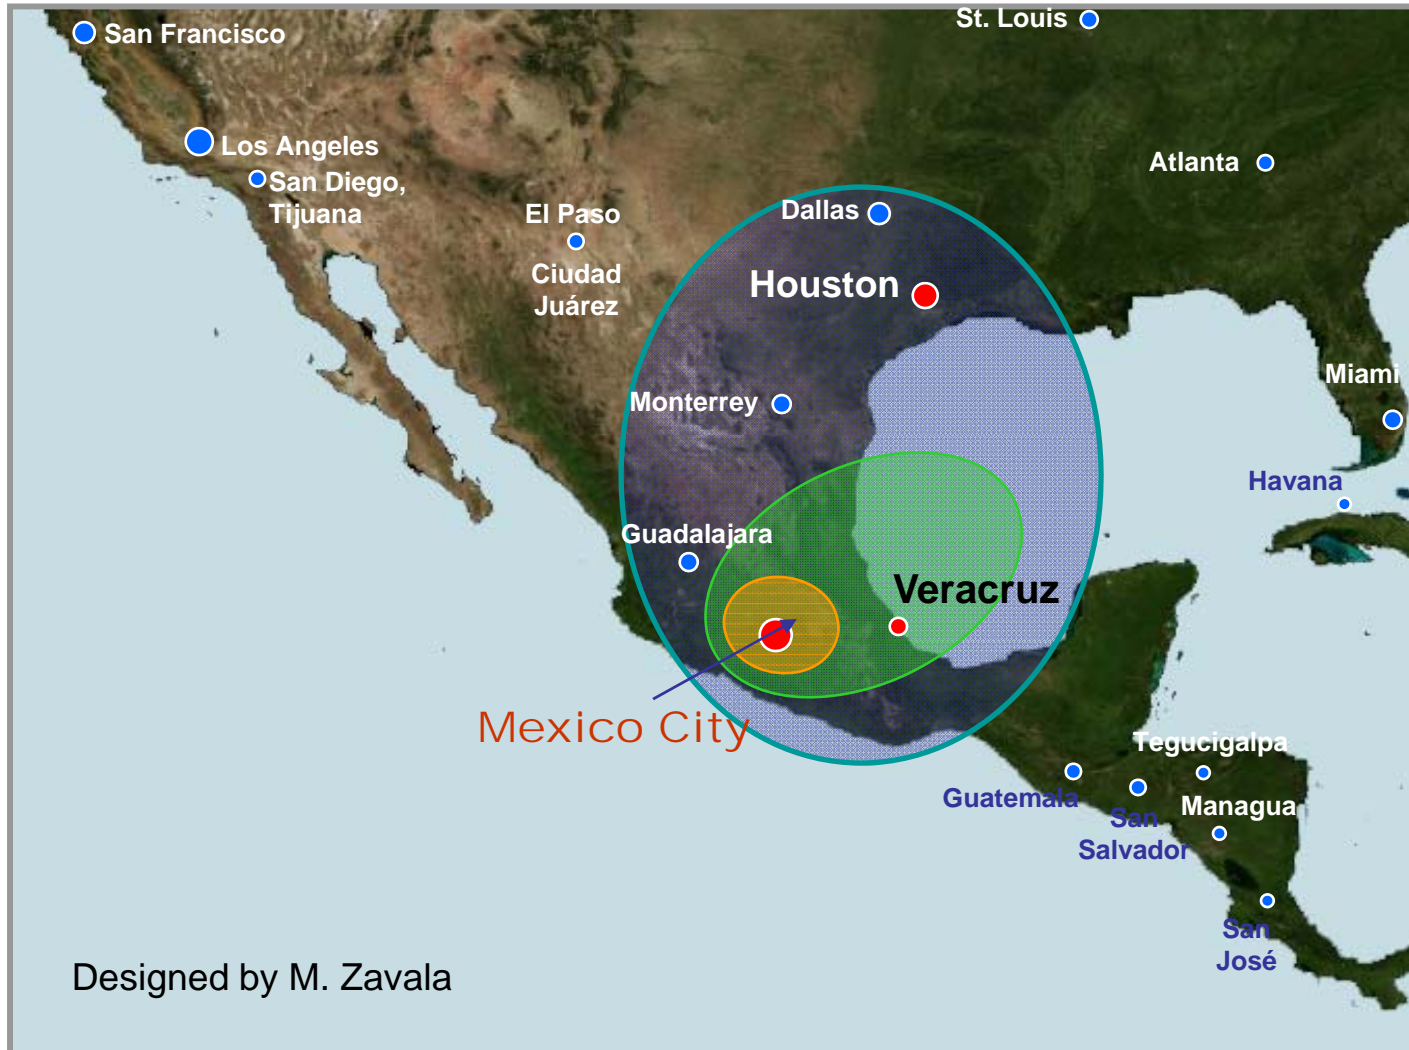 St. Louis
San Francisco
Los Angeles
Atlanta
San Diego,
Tijuana
El Paso
Dallas
Ciudad
Juárez
Houston
Miami
Monterrey
Havana
Guadalajara
Veracruz
Mexico City
Tegucigalpa
Guatemala
Managua
San
Salvador
San
José
Designed by M. Zavala